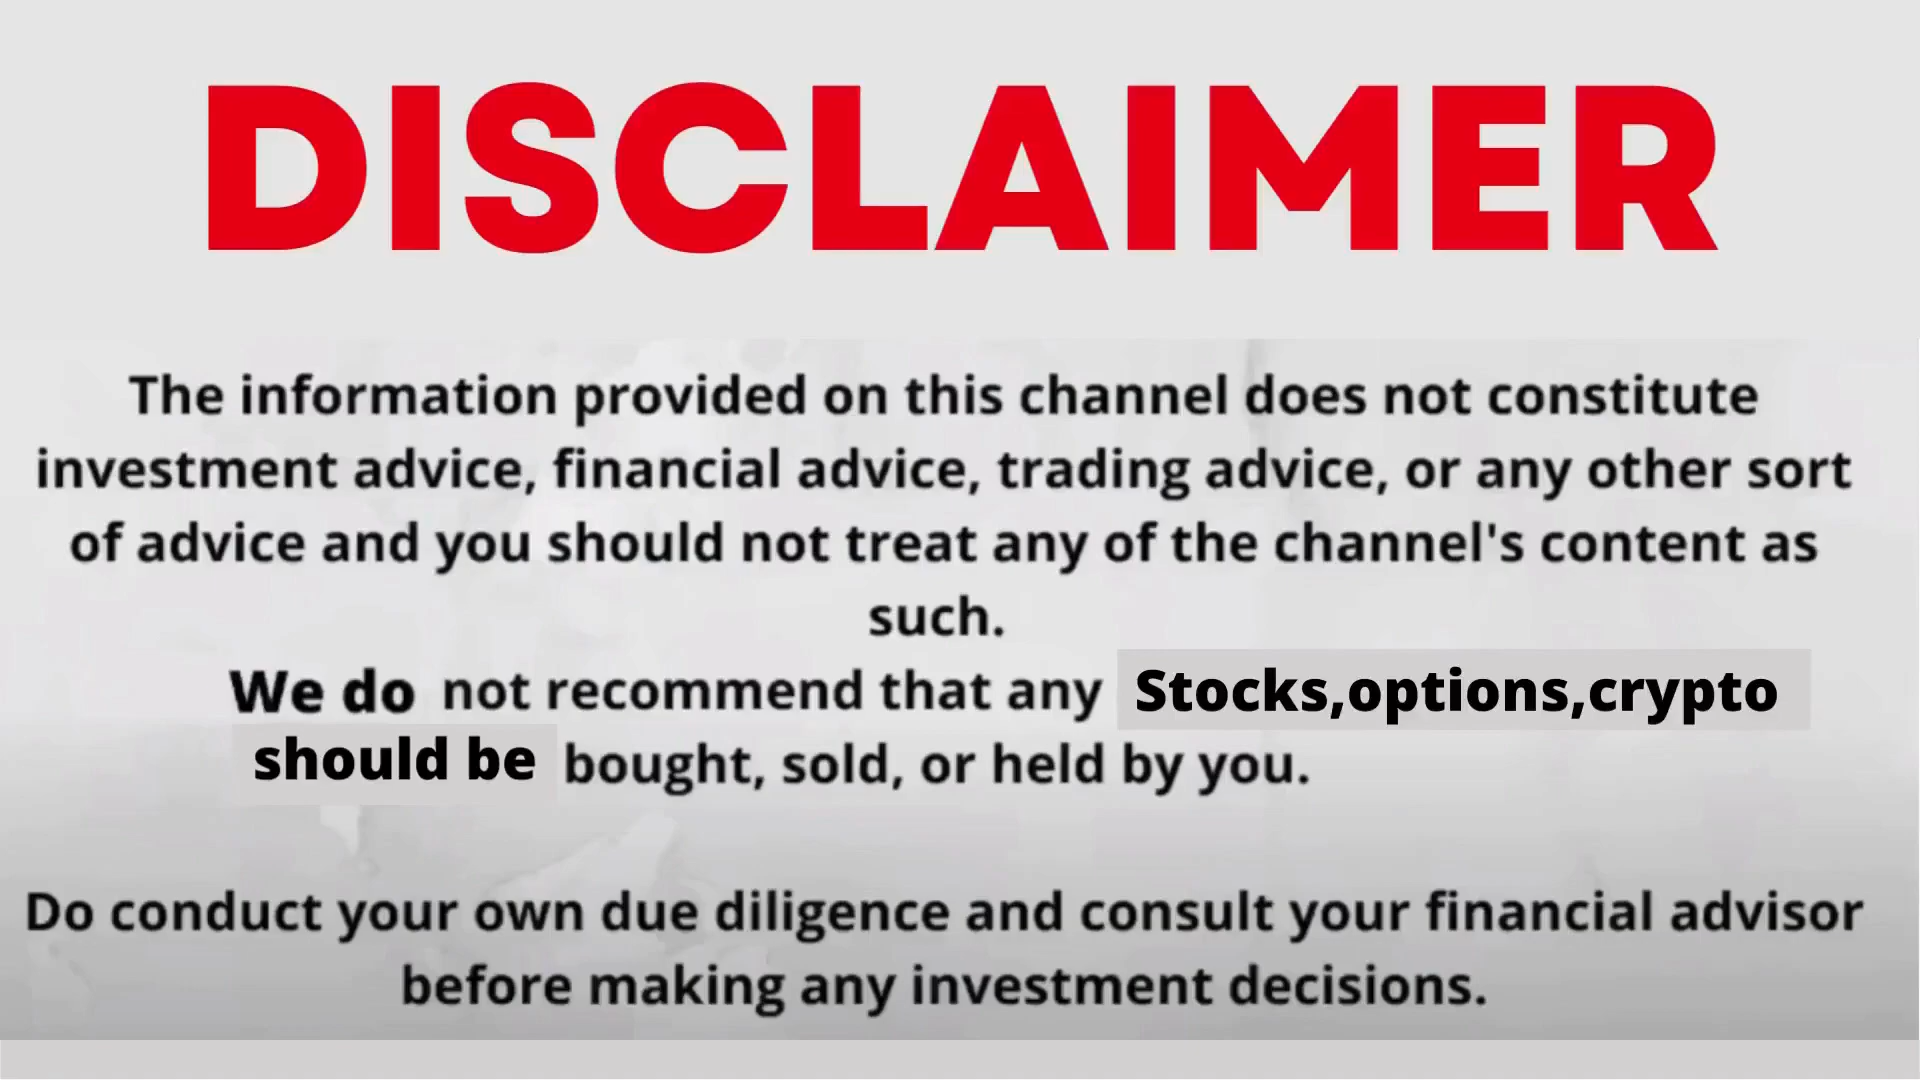 DISCLAIMER
The information provided on this channel does not constitute
investment advice, financial advice, trading advice, or any other sort
of advice and you should not treat any of the channel's content as
such.
We do not recommend that any Stocks,options,crypto
should be bought, sold, or held by you.
Do conduct your own due diligence and consult your financial advisor
before making any investment decisions.